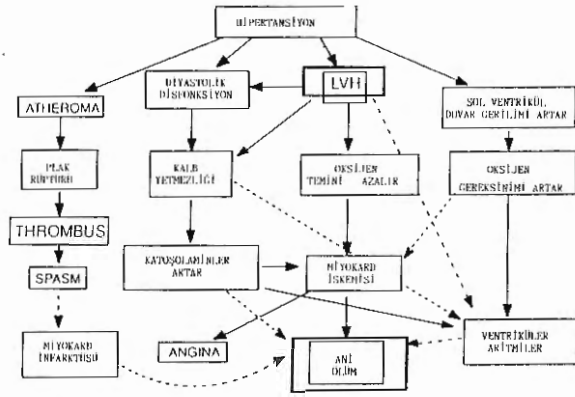 HİPERTANSİYON
DİYASTOLİK
DİSFONKSİYON
LVH
ATHEROMA
SOL VENTRİKÜL
DUVAR GERİLİMİ ARTAR
PLAK
RÜPTÜRÜ
KALB
YETMEZLİĞİ
OKSİJEN
TEMİNİ AZALIR
OKSİJEN
GEREKSİNİMİ ARTAR
THROMBUS
KATOŞOLAMİNLER
ARTAR
MİYOKARD
İSKEMİSİ
SPASM
MİYOKARD
İNFARKTÜSÜ
ANGINA
ANİ
ÖLÜM
VENTRİKÜLER
ARİTMİLER